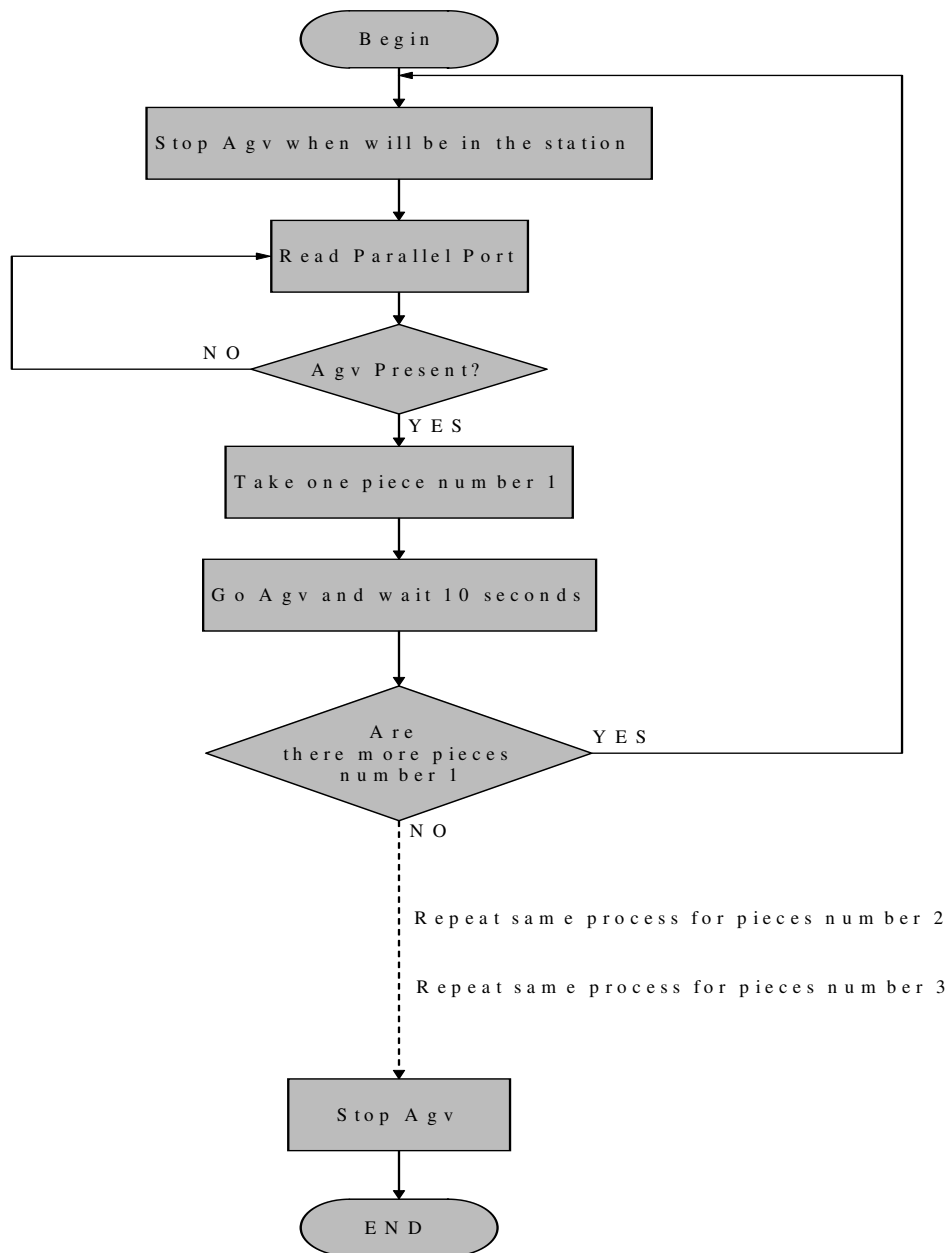 Begin
Stop Agv when will be in the station
Read Parallel Port
NO
Agv Present?
YES
Take one piece number 1
Go Agv and wait 10 seconds
Are
there more pieces
number 1
YES
NO
Repeat same process for pieces number 2
Repeat same process for pieces number 3
Stop Agv
END